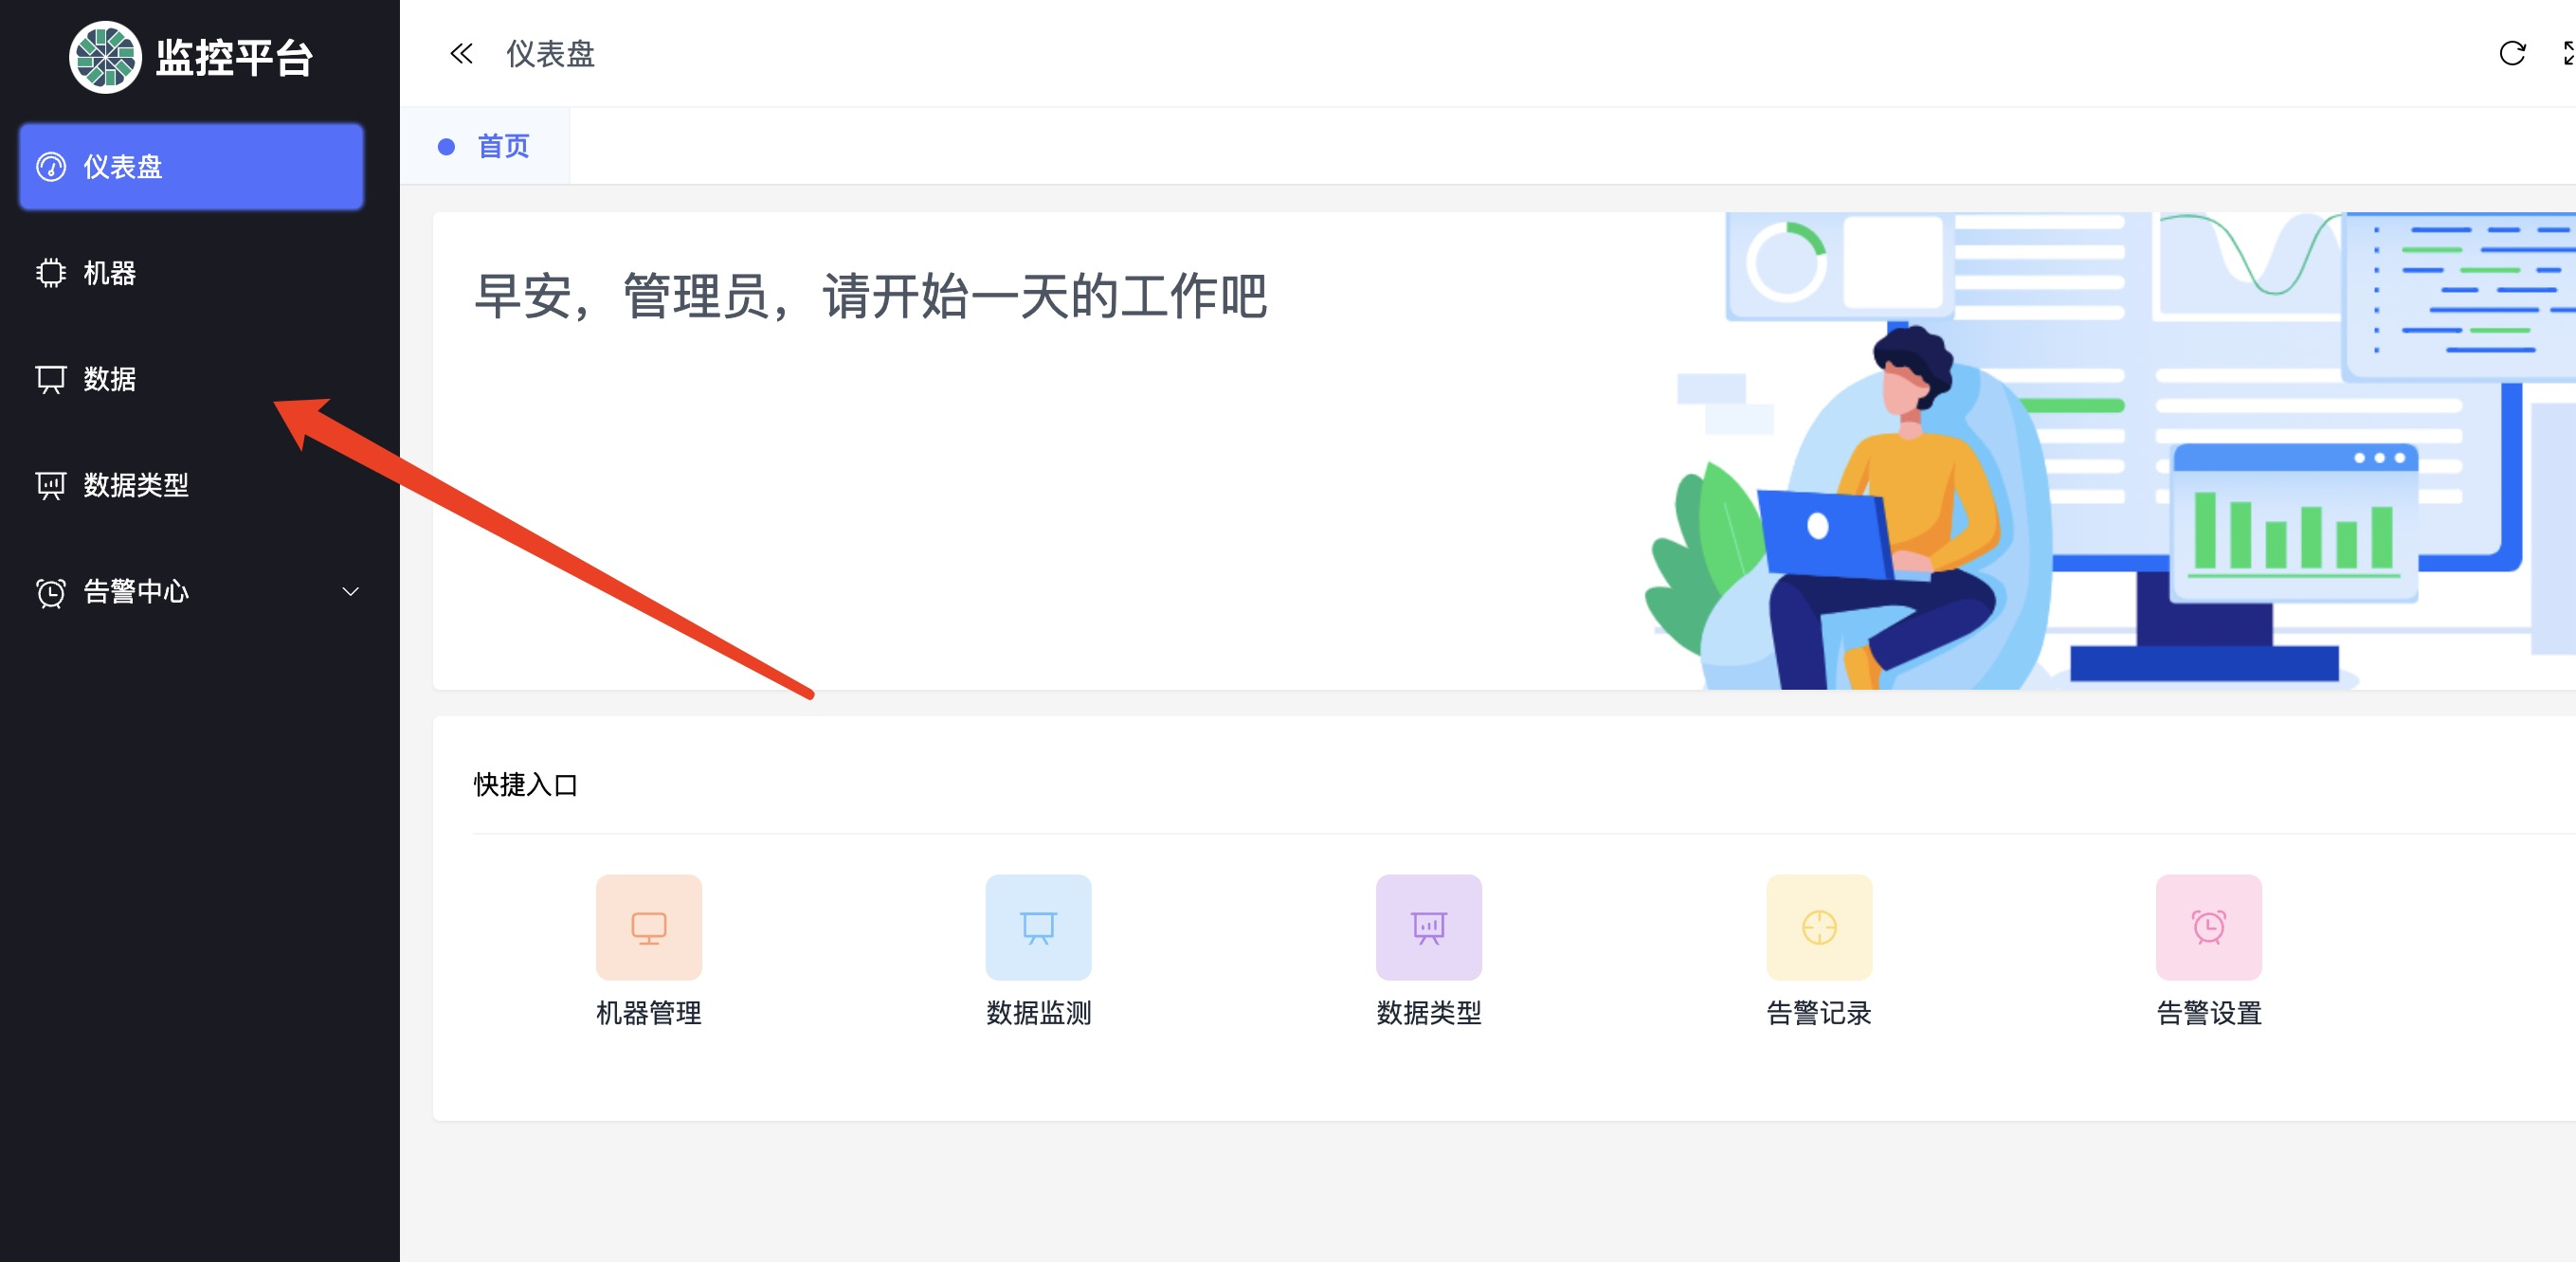 监控平台
仪表盘
机器
数据
数据类型
告警中心
仪表盘
首页
早安，管理员，请开始一天的工作吧
快捷入口
机器管理
数据监测
数据类型
告警记录
告警设置